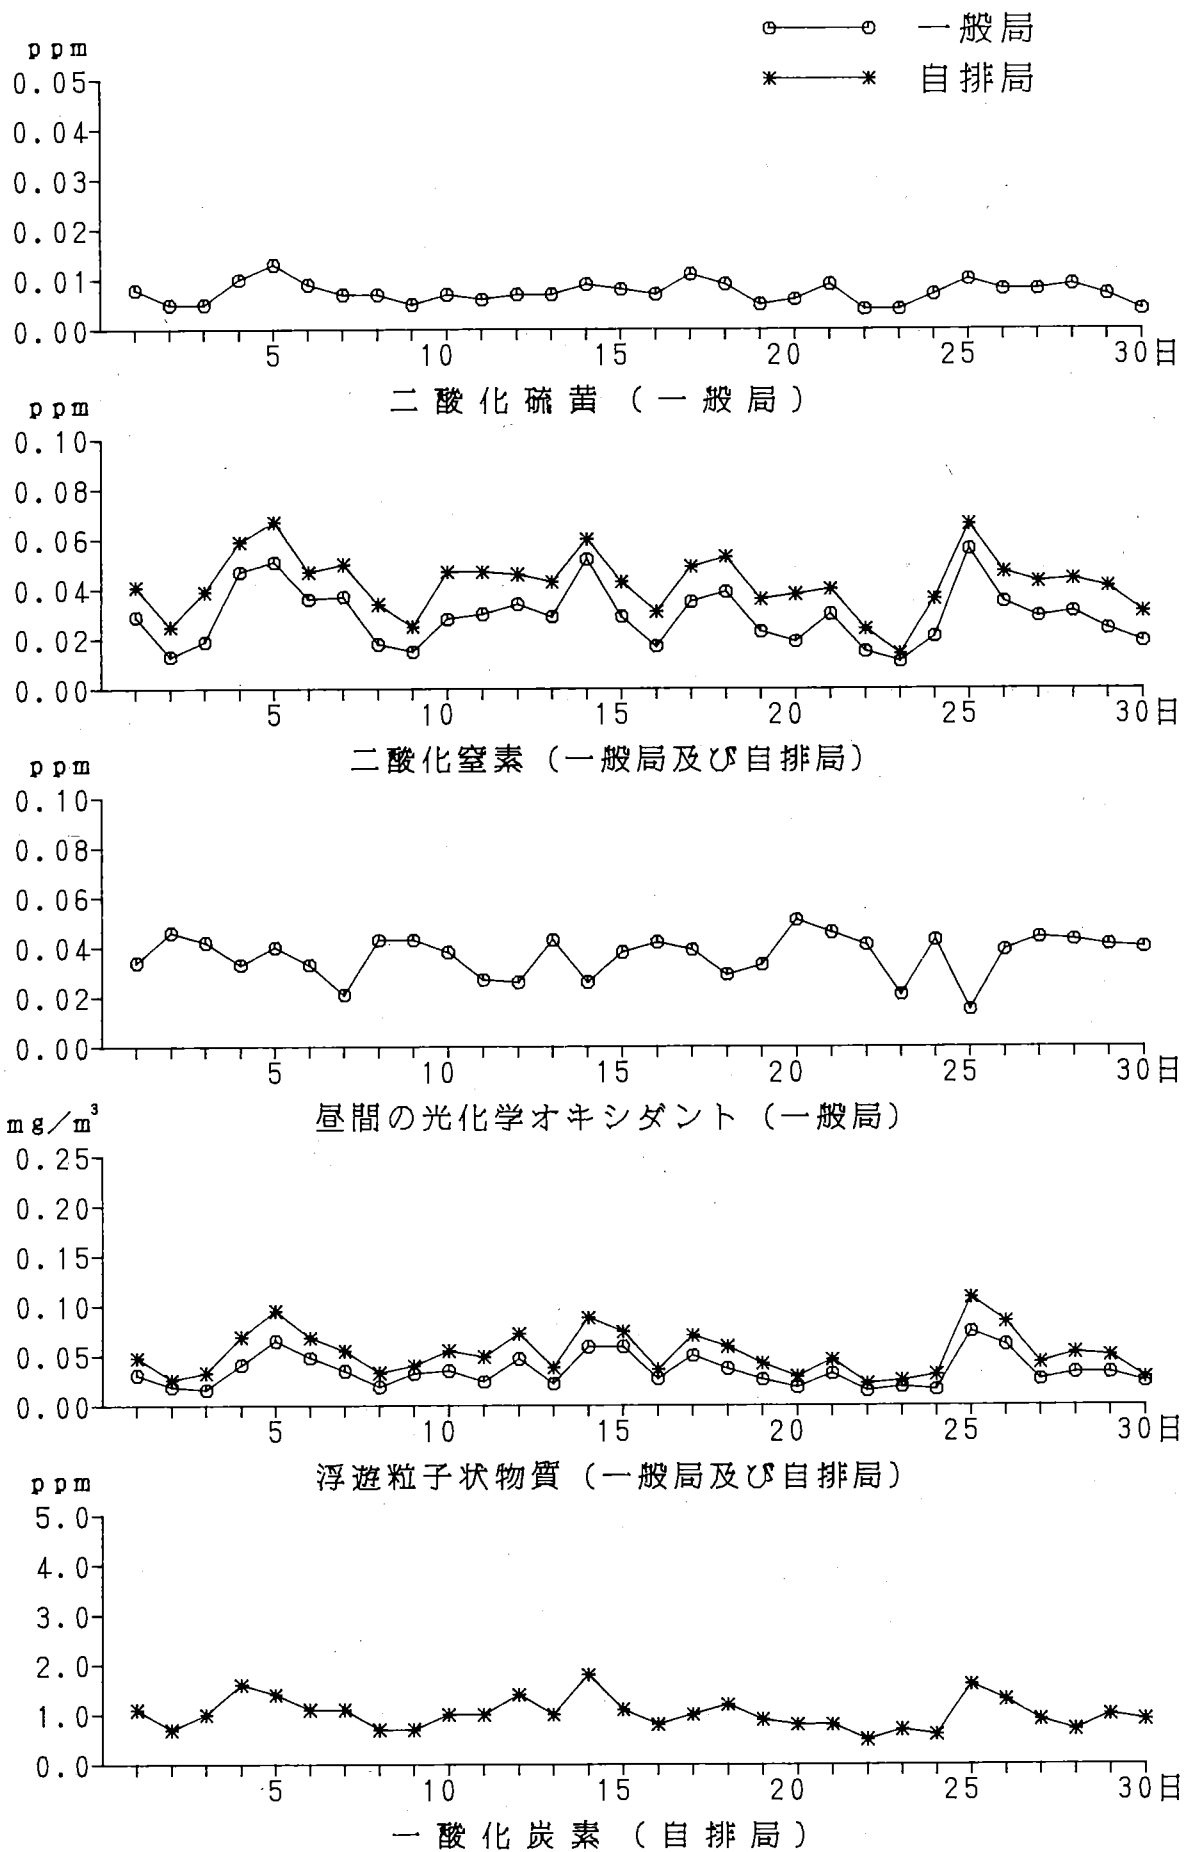 一般局
自排局
ppm
0.05
0.04
0.03
0.02
0.01
0.00
5 10 15 20 25 30日
二酸化硫黄(一般局)
ppm
0.10
0.08
0.06
0.04
0.02
0.00
5 10 15 20 25 30日
二酸化窒素(一般局及び自排局)
ppm
0.10
0.08
0.06
0.04
0.02
0.00
5 10 15 20 25 30日
昼間の光化学オキシダント(一般局)
mg/m³
0.25
0.20
0.15
0.10
0.05
0.00
5 10 15 20 25 30日
浮遊粒子状物質(一般局及び自排局)
ppm
5.0
4.0
3.0
2.0
1.0
0.0
5 10 15 20 25 30日
一酸化炭素(自排局)